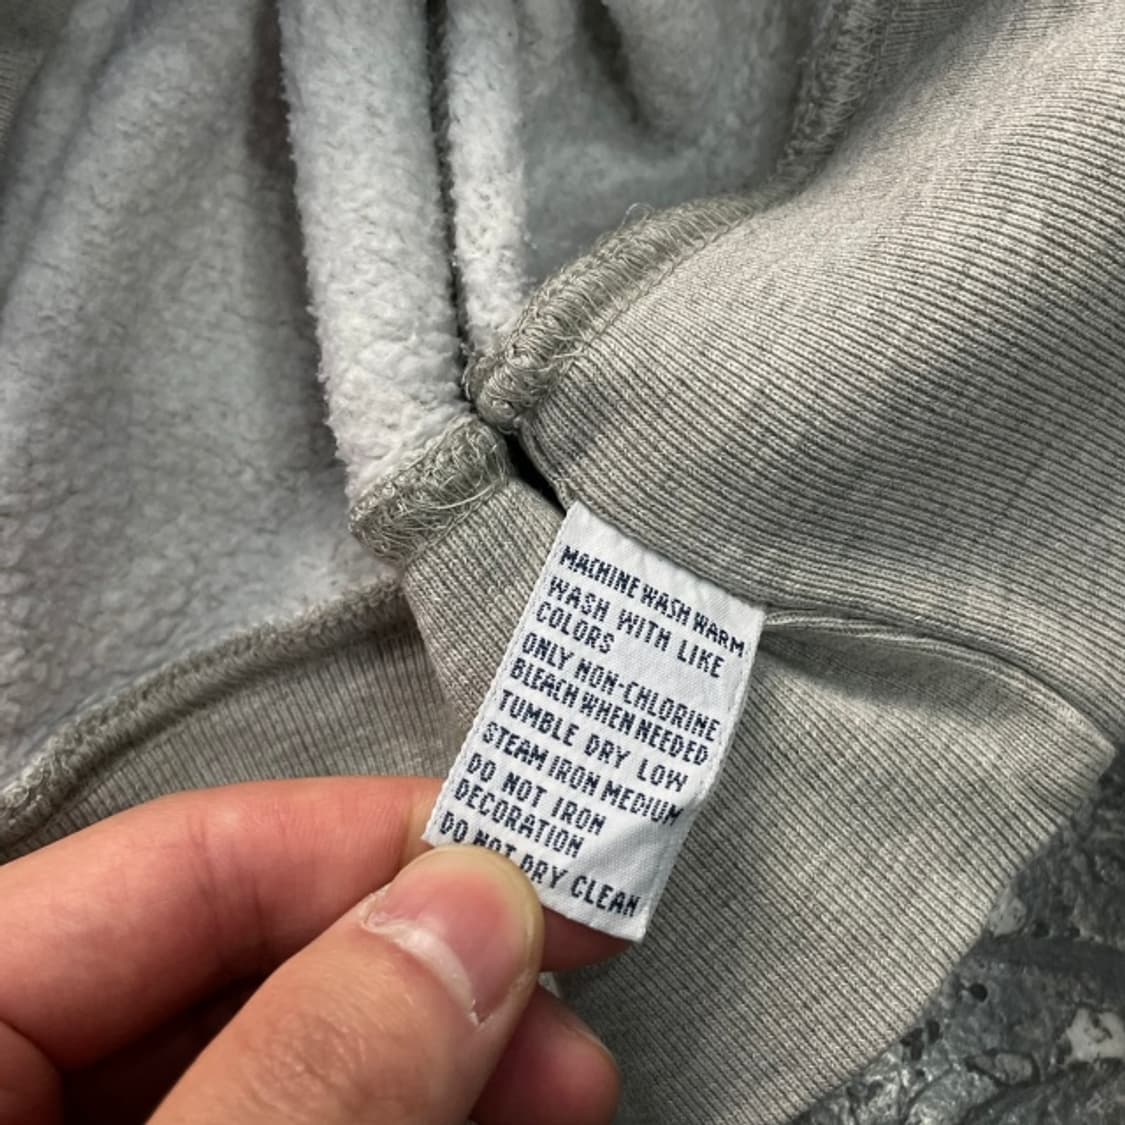 MACHINE WASH WARM
WASH WITH LIKE
COLORS
ONLY NON-CHLORINE
BLEACH WHEN NEEDED
TUMBLE DRY LOW
STEAM IRON MEDIUM
DO NOT IRON
DECORATION
DO NOT DRY CLEAN